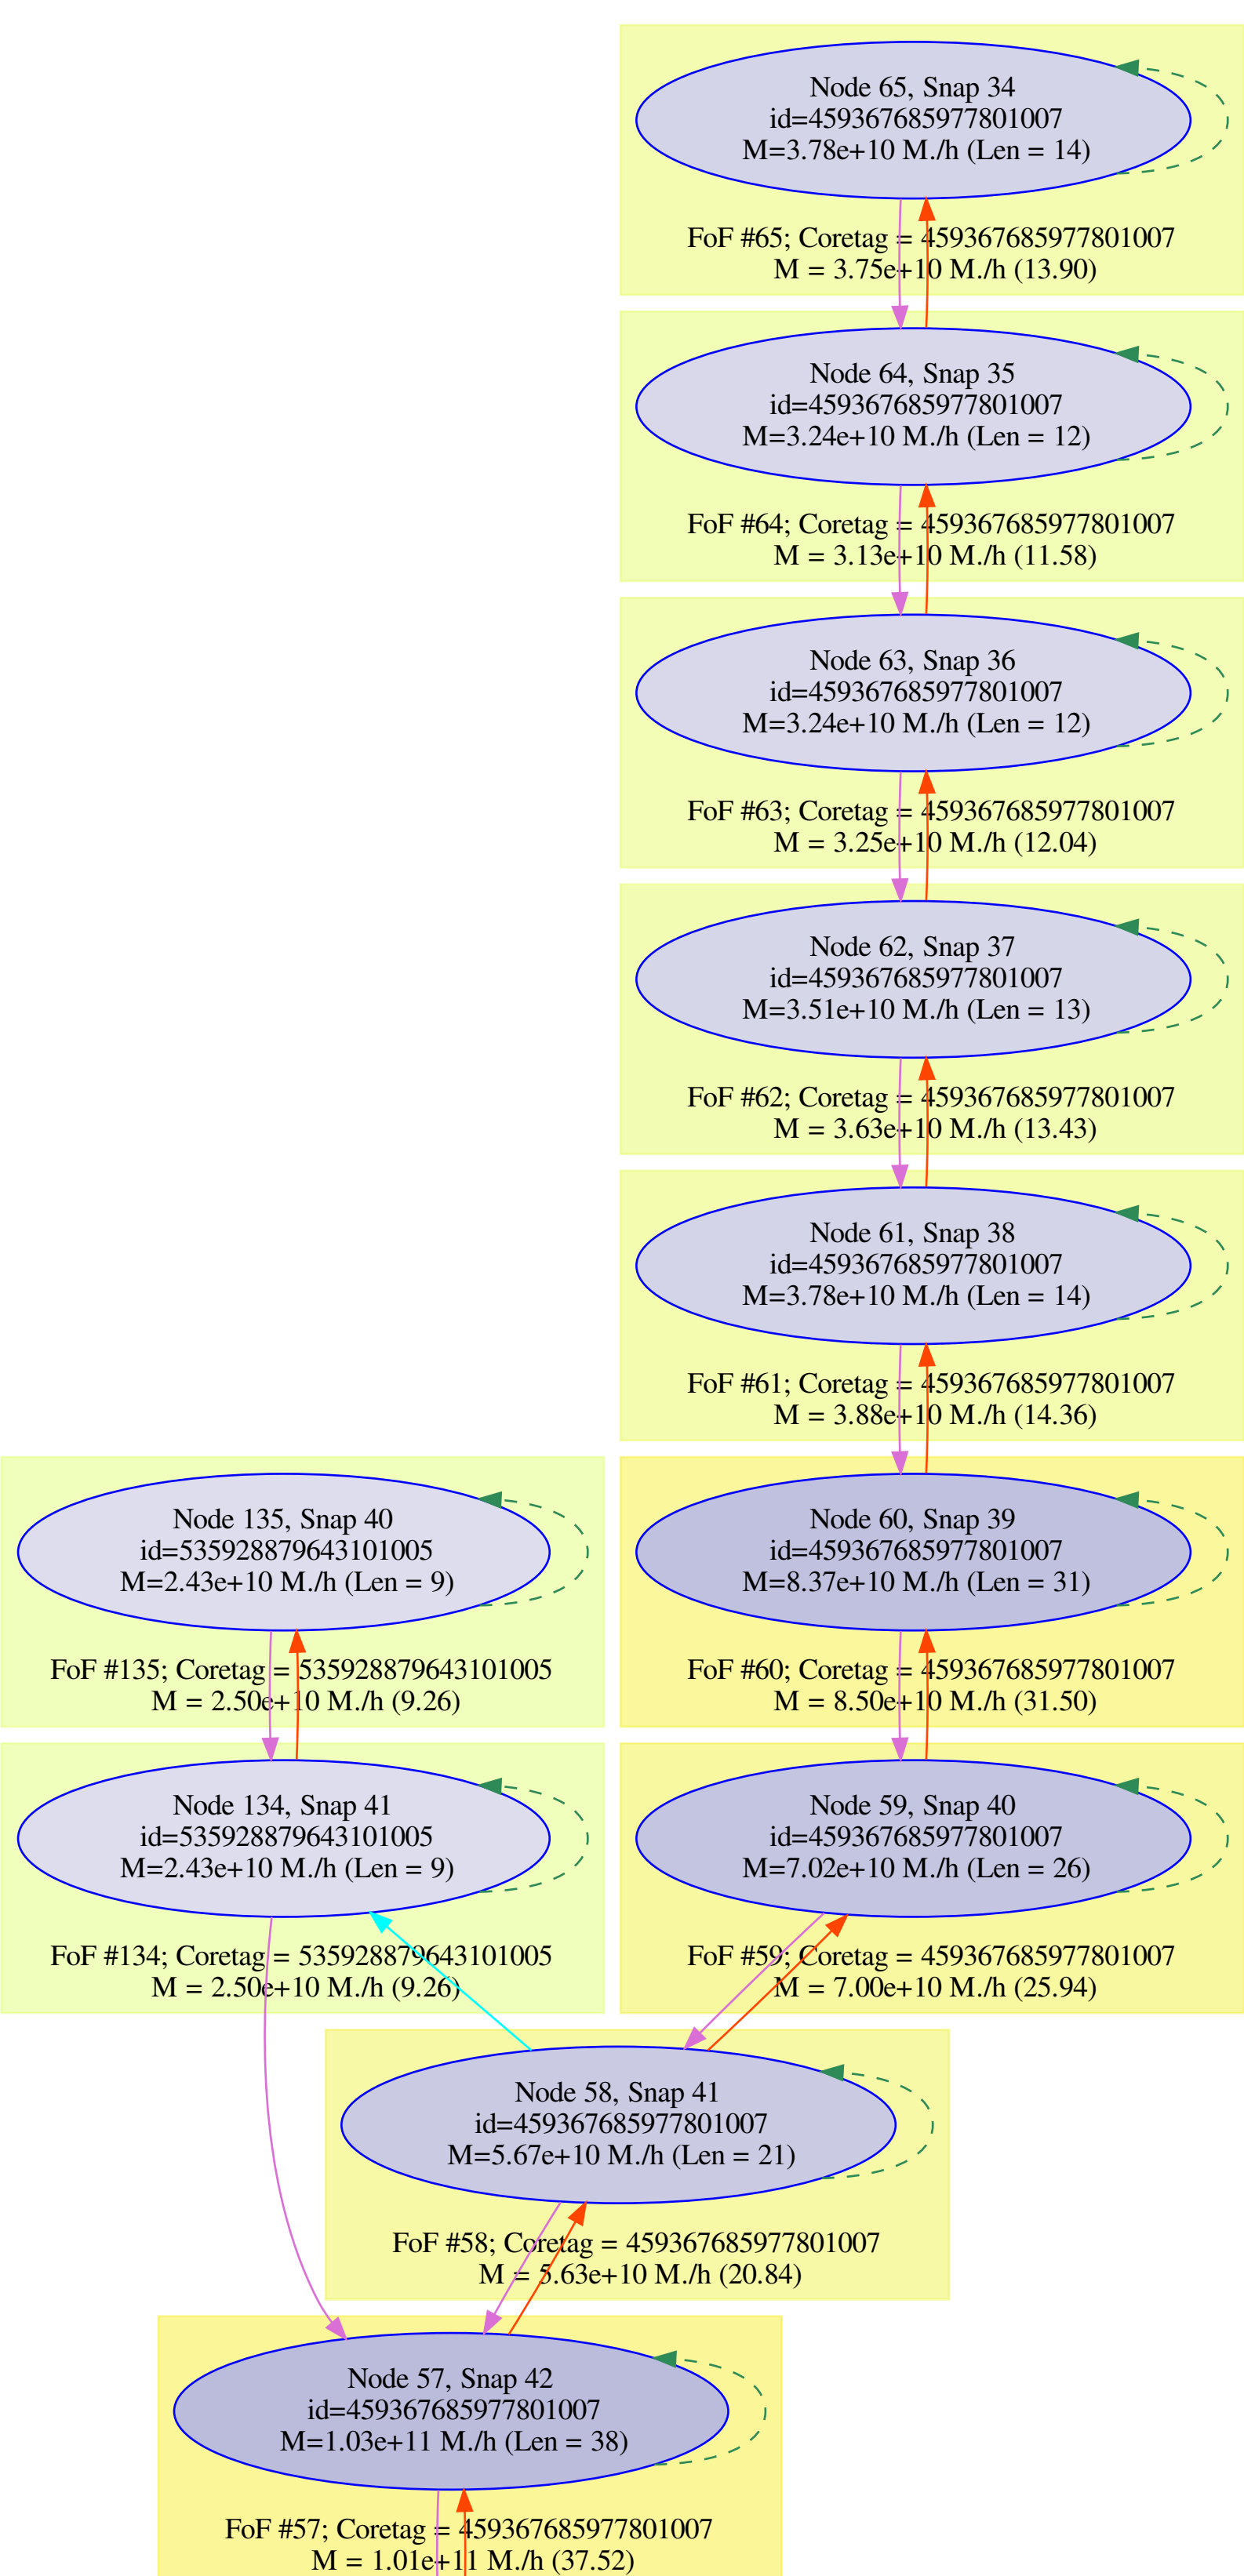 Node 65, Snap 34
id=459367685977801007
M=3.78e+10 M./h (Len = 14)
FoF #65; Coretag = 459367685977801007
M = 3.75e+10 M./h (13.90)
Node 64, Snap 35
id=459367685977801007
M=3.24e+10 M./h (Len = 12)
FoF #64; Coretag = 459367685977801007
M = 3.13e+10 M./h (11.58)
Node 63, Snap 36
id=459367685977801007
M=3.24e+10 M./h (Len = 12)
FoF #63; Coretag = 459367685977801007
M = 3.25e+10 M./h (12.04)
Node 62, Snap 37
id=459367685977801007
M=3.51e+10 M./h (Len = 13)
FoF #62; Coretag = 459367685977801007
M = 3.63e+10 M./h (13.43)
Node 61, Snap 38
id=459367685977801007
M=3.78e+10 M./h (Len = 14)
FoF #61; Coretag = 459367685977801007
M = 3.88e+10 M./h (14.36)
Node 135, Snap 40
id=535928879643101005
M=2.43e+10 M./h (Len = 9)
FoF #135; Coretag = 535928879643101005
M = 2.50e+10 M./h (9.26)
Node 60, Snap 39
id=459367685977801007
M=8.37e+10 M./h (Len = 31)
FoF #60; Coretag = 459367685977801007
M = 8.50e+10 M./h (31.50)
Node 134, Snap 41
id=535928879643101005
M=2.43e+10 M./h (Len = 9)
FoF #134; Coretag = 535928879643101005
M = 2.50e+10 M./h (9.26)
Node 59, Snap 40
id=459367685977801007
M=7.02e+10 M./h (Len = 26)
FoF #59; Coretag = 459367685977801007
M = 7.00e+10 M./h (25.94)
Node 58, Snap 41
id=459367685977801007
M=5.67e+10 M./h (Len = 21)
FoF #58; Coretag = 459367685977801007
M = 5.63e+10 M./h (20.84)
Node 57, Snap 42
id=459367685977801007
M=1.03e+11 M./h (Len = 38)
FoF #57; Coretag = 459367685977801007
M = 1.01e+11 M./h (37.52)